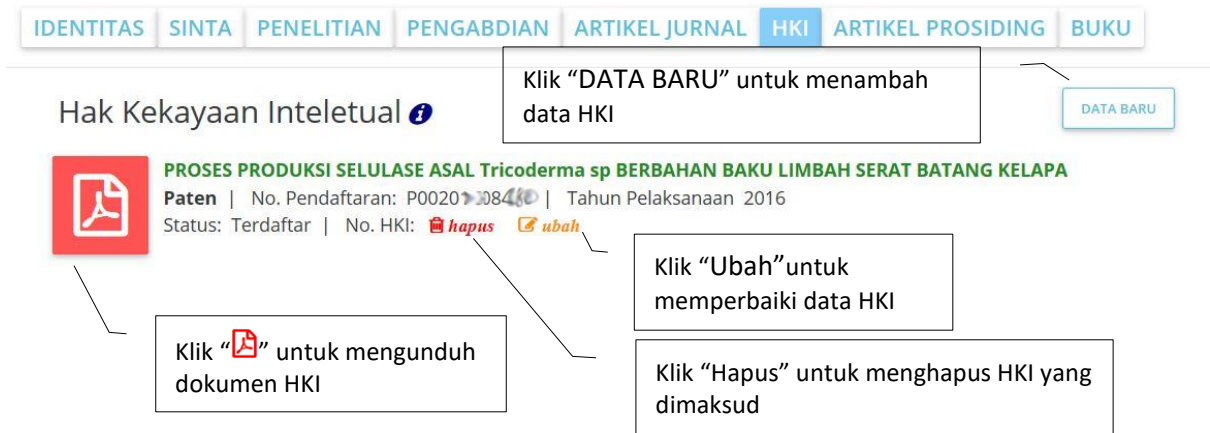 IDENTITAS SINTA PENELITIAN PENGABDIAN ARTIKEL JURNAL HKI ARTIKEL PROSIDING BUKU
Klik “DATA BARU” untuk menambah
data HKI
Hak Kekayaan Inteletual
DATA BARU
PROSES PRODUKSI SELULASE ASAL Tricoderma sp BERBAHAN BAKU LIMBAH SERAT BATANG KELAPA
Paten | No. Pendaftaran: | Tahun Pelaksanaan 2016
Status: Terdaftar | No. HKI: hapus ubah
Klik “Ubah”untuk
memperbaiki data HKI
Klik “” untuk mengunduh
dokumen HKI
Klik “Hapus” untuk menghapus HKI yang
dimaksud